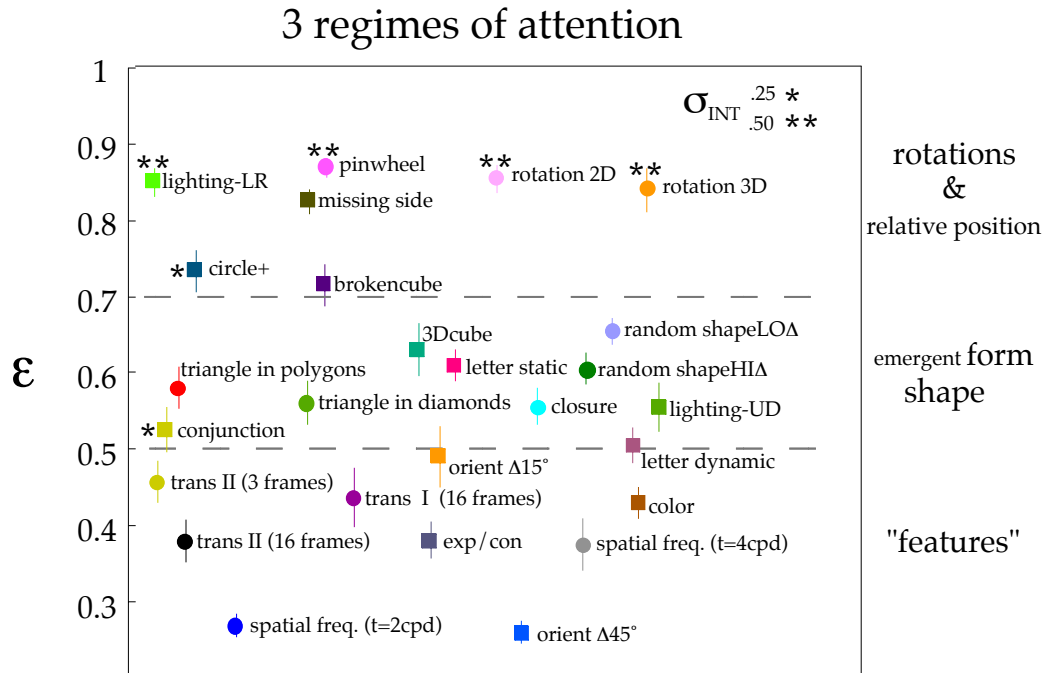 3 regimes of attention
1
σINT .25 *
.50 **
0.9
** lighting-LR
** pinwheel
** rotation 2D
** rotation 3D
missing side
rotations
&
relative position
0.8
* circle+
brokencube
0.7
ε
3Dcube
random shapeLOΔ
triangle in polygons
letter static
random shapeHIΔ
0.6
triangle in diamonds
closure
lighting-UD
* conjunction
emergent form
shape
0.5
orient Δ15°
letter dynamic
trans II (3 frames)
trans I (16 frames)
color
0.4
trans II (16 frames)
exp/con
spatial freq. (t=4cpd)
"features"
0.3
spatial freq. (t=2cpd)
orient Δ45°